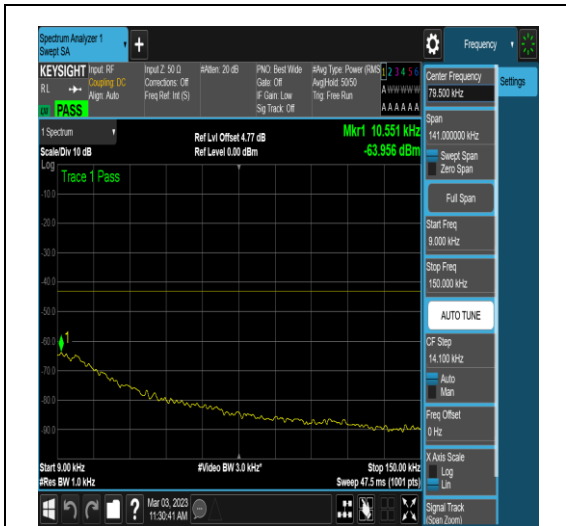 Spectrum Analyzer 1
Swept SA
+
Frequency
KEYSIGHT
RL
PASS
Input: RF
Coupling: DC
Align: Auto
Input Z: 50 Ω
Corrections: Off
Freq Ref: Int (S)
#Atten: 20 dB
PNO: Best Wide
Gate: Off
IF Gain: Low
Sig Track: Off
#Avg Type: Power (RMS)
Avg|Hold: 50/50
Trig: Free Run
1 2 3 4 5 6
A W W W W W
A A A A A A
1 Spectrum
Scale/Div 10 dB
Ref Lvl Offset 4.77 dB
Ref Level 0.00 dBm
Mkr1 10.551 kHz
-63.956 dBm
Log
Trace 1 Pass
-10.0
-20.0
-30.0
-40.0
-50.0
-60.0
-70.0
-80.0
-90.0
1
Start 9.00 kHz
#Res BW 1.0 kHz
#Video BW 3.0 kHz*
Stop 150.00 kHz
Sweep 47.5 ms (1001 pts)
Mar 03, 2023
11:30:41 AM
Center Frequency
79.500 kHz
Settings
Span
141.000000 kHz
Swept Span
Zero Span
Full Span
Start Freq
9.000 kHz
Stop Freq
150.000 kHz
AUTO TUNE
CF Step
14.100 kHz
Auto
Man
Freq Offset
0 Hz
X Axis Scale
Log
Lin
Signal Track
(Span Zoom)